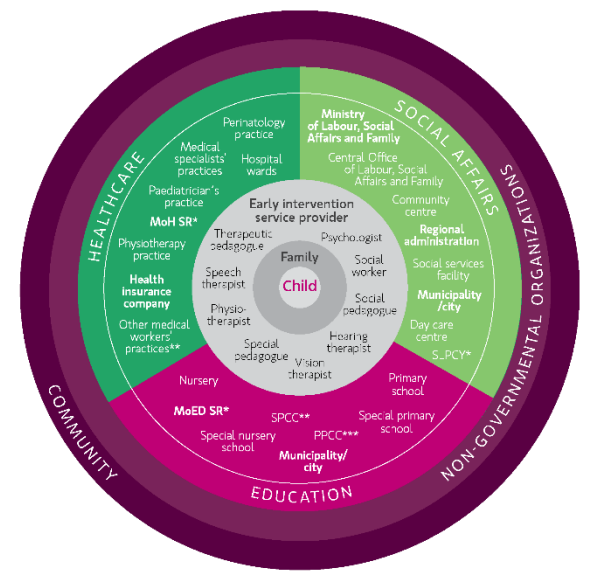 HEALTHCARE
Perinatology
practice
Medical
specialists'
practices
Hospital
wards
Paediatrician's
practice
MoH SR*
Physiotherapy
practice
Health
insurance
company
Other medical
workers'
practices**
SOCIAL AFFAIRS
Ministry
of Labour, Social
Affairs and Family
Central Office
of Labour, Social
Affairs and Family
Community
centre
Regional
administration
Social services
facility
Municipality
/city
Day care
centre
Early intervention
service provider
Therapeutic
pedagogue
Psychologist
Speech
therapist
Social
worker
Physio-
therapist
Social
pedagogue
Special
pedagogue
Hearing
therapist
Vision
therapist
Family
Child
Nursery
Primary
school
MoED SR*
SPCC**
Special primary
school
Special nursery
school
PPCC***
Municipality/
city
EDUCATION
COMMUNITY
NON-GOVERNMENTAL ORGANIZATIONS